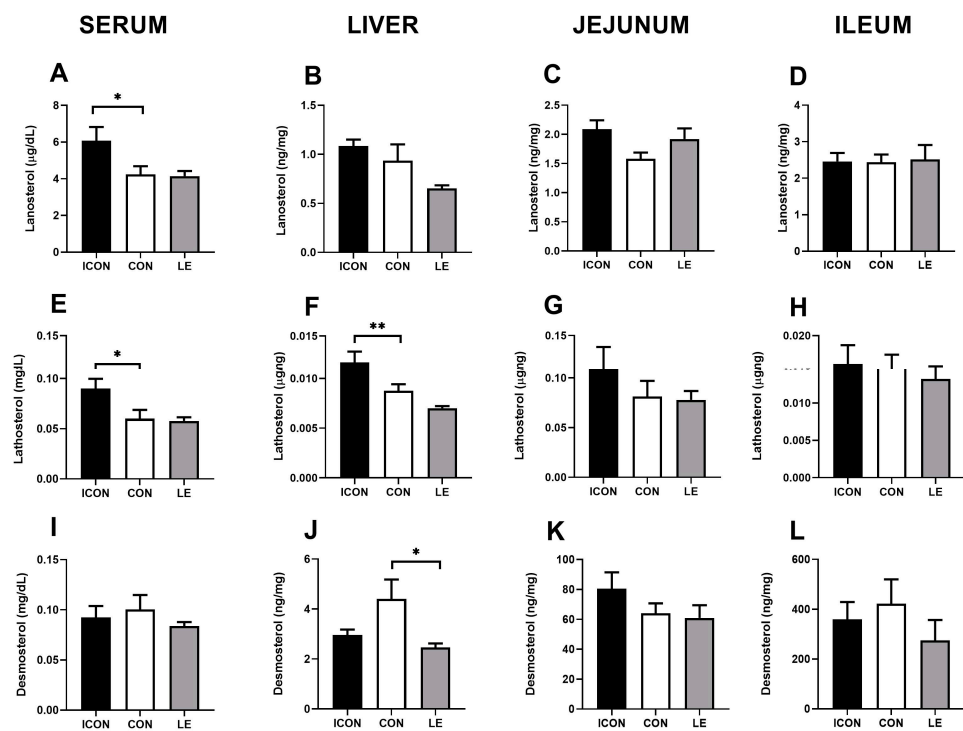 SERUM LIVER JEJUNUM ILEUM
A
Lanosterol (µg/dL)
8
6
4
2
0
*
ICON CON LE
B
Lanosterol (ng/mg)
1.5
1.0
0.5
0.0
ICON CON LE
C
Lanosterol (ng/mg)
2.5
2.0
1.5
1.0
0.5
0.0
ICON CON LE
D
Lanosterol (ng/mg)
4
3
2
1
0
ICON CON LE
E
Lathosterol (mgdL)
0.15
0.10
0.05
0.00
*
ICON CON LE
F
Lathosterol (µgng)
0.015
0.010
0.005
0.000
**
ICON CON LE
G
Lathosterol (µgng)
0.15
0.10
0.05
0.00
ICON CON LE
H
Lathosterol (µgng)
0.020
0.010
0.005
0.000
ICON CON LE
I
Desmosterol (mg/dL)
0.15
0.10
0.05
0.00
ICON CON LE
J
Desmosterol (ng/mg)
6
4
2
0
*
ICON CON LE
K
Desmosterol (ng/mg)
100
80
60
40
20
0
ICON CON LE
L
Desmosterol (ng/mg)
600
400
200
0
ICON CON LE